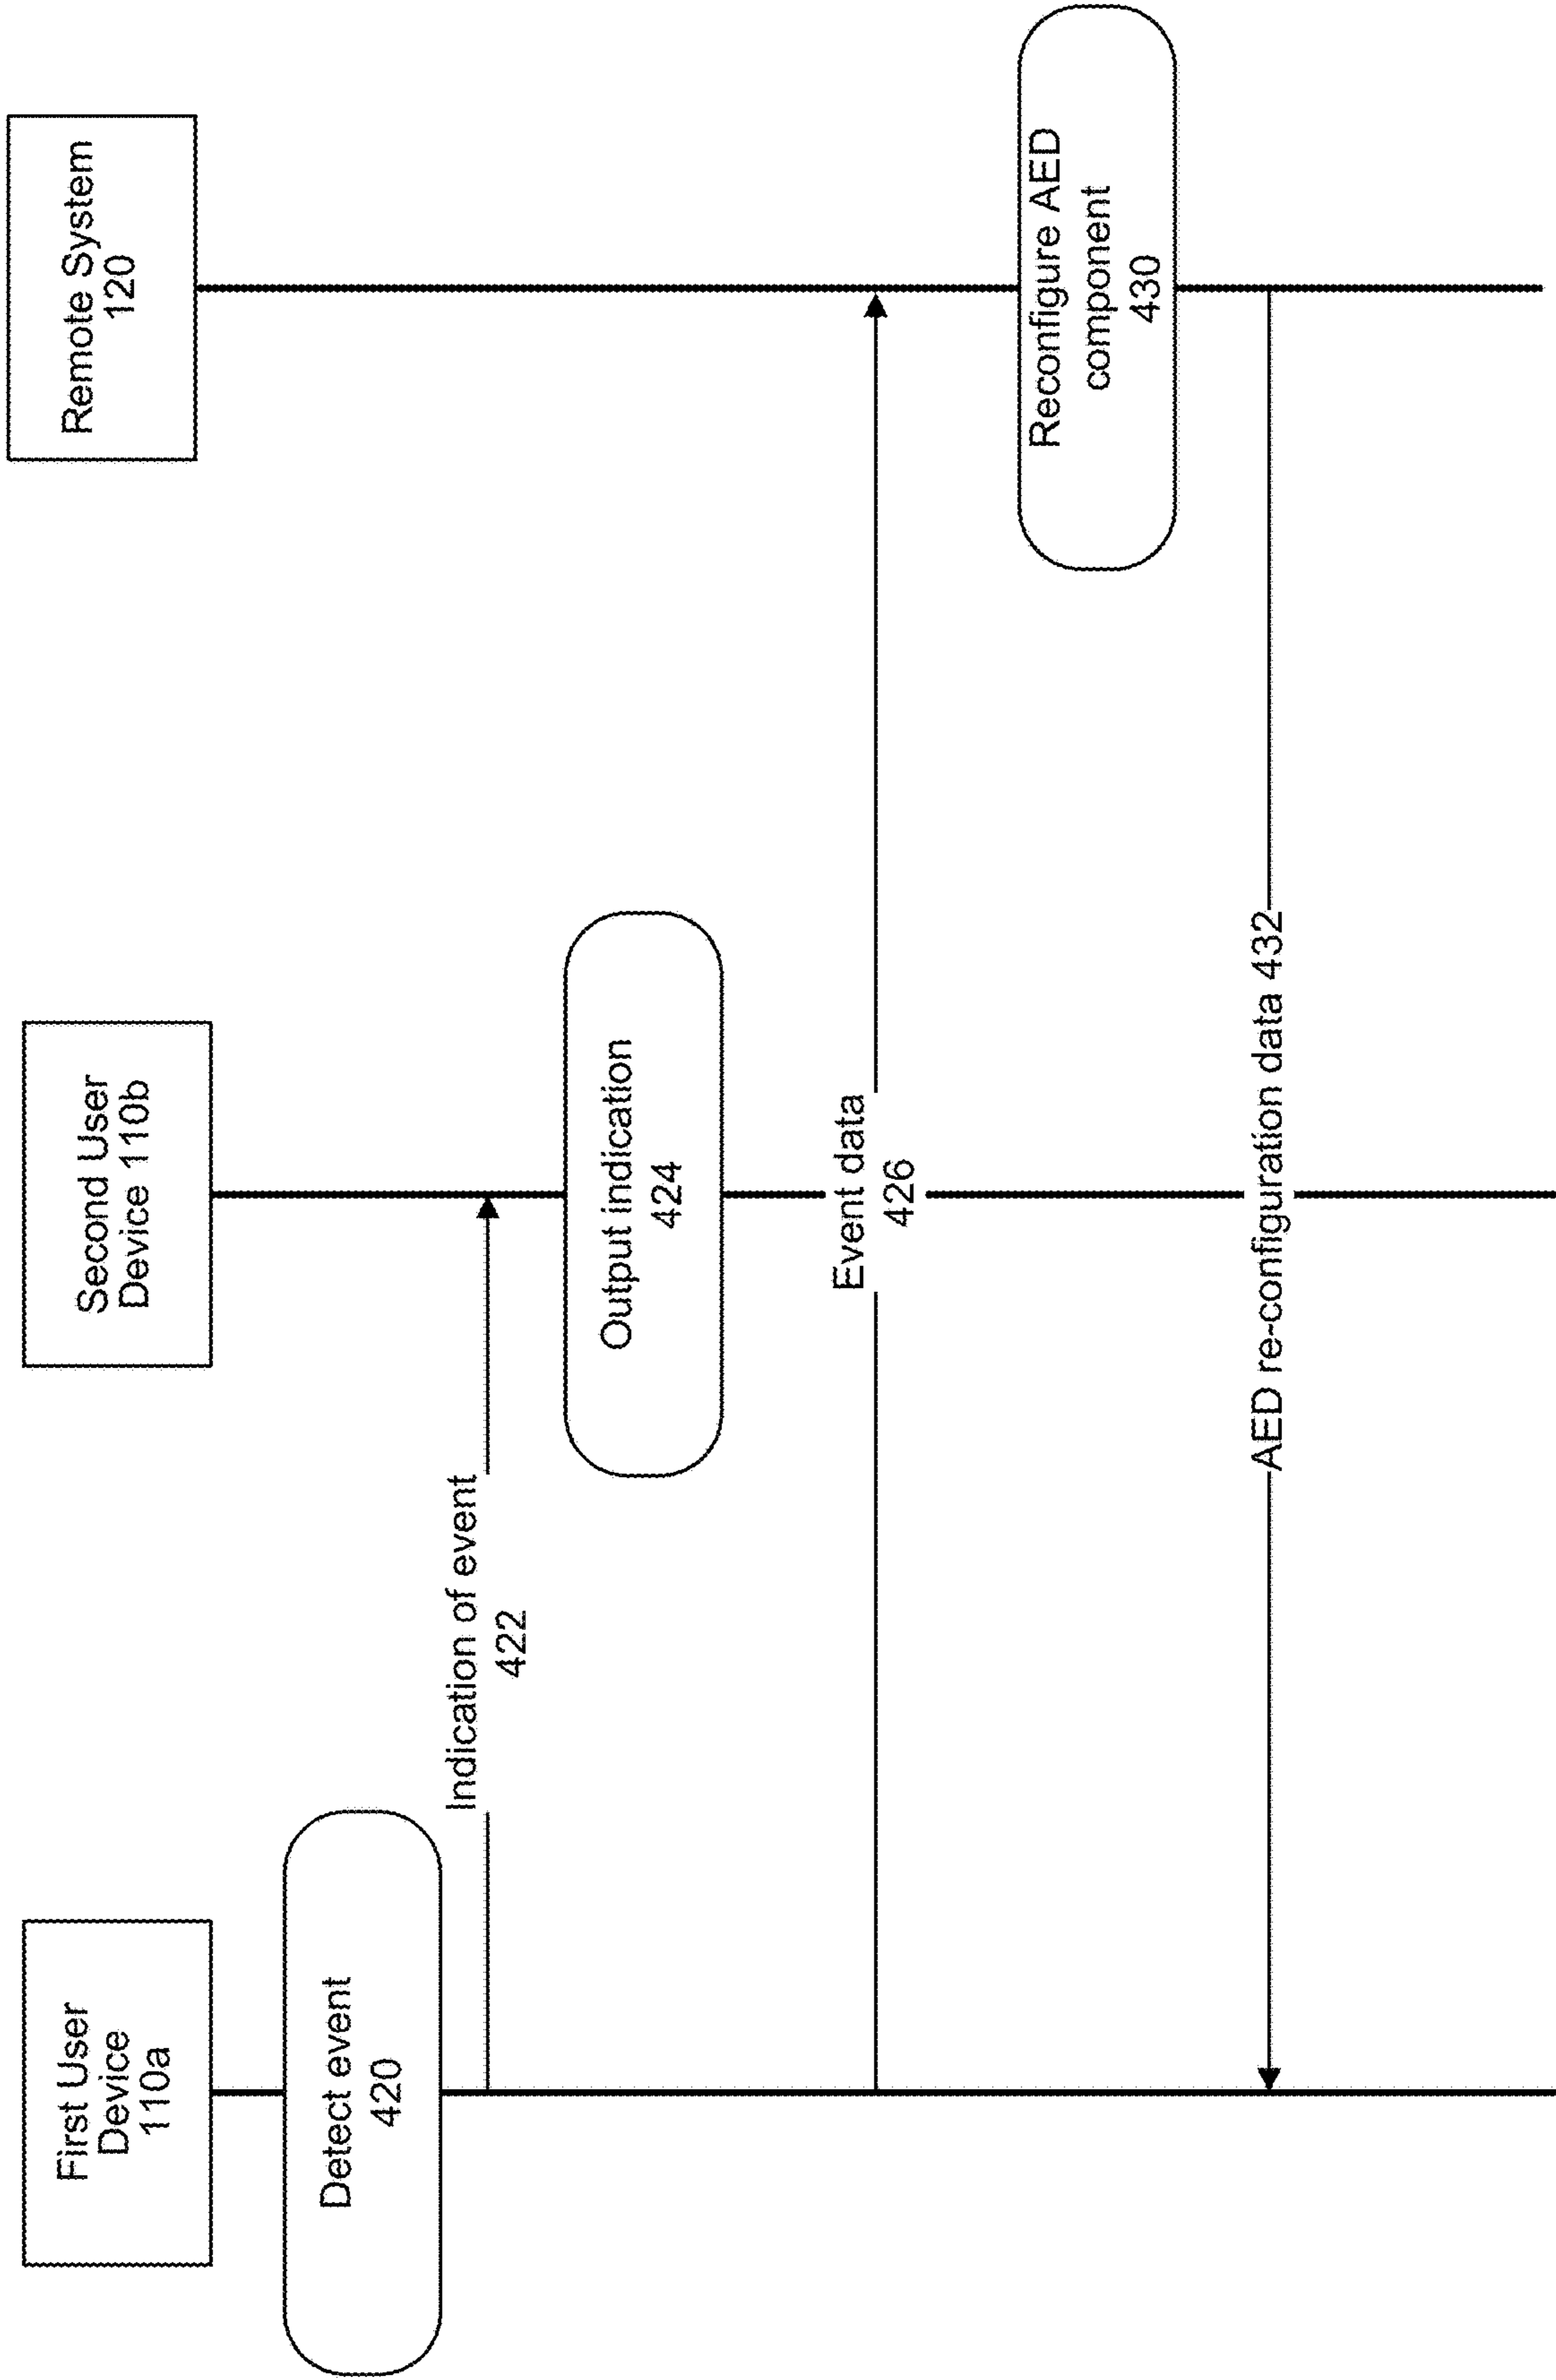 First User
Device
110a
Second User
Device 110b
Remote System
120
Detect event
420
Indication of event
422
Output indication
424
Event data
426
Reconfigure AED
component
430
AED re-configuration data 432